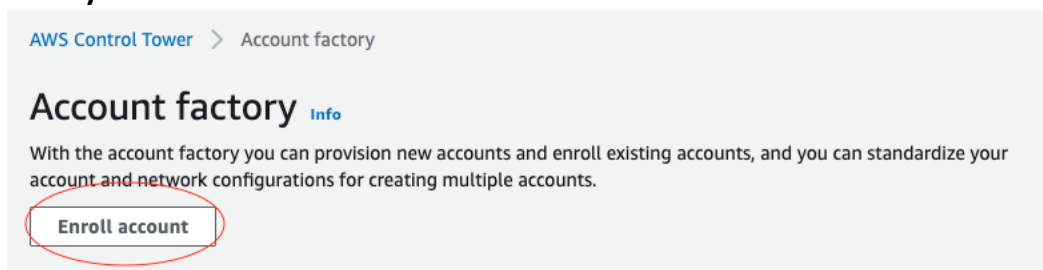 AWS Control Tower > Account factory
Account factory Info
With the account factory you can provision new accounts and enroll existing accounts, and you can standardize your
account and network configurations for creating multiple accounts.
Enroll account